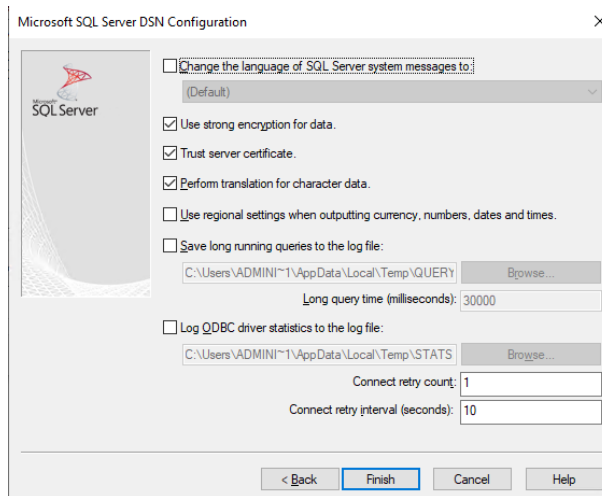 Microsoft SQL Server DSN Configuration
Microsoft
SQL Server
Change the language of SQL Server system messages to:
(Default)
Use strong encryption for data.
Trust server certificate.
Perform translation for character data.
Use regional settings when outputting currency, numbers, dates and times.
Save long running queries to the log file:
C:\Users\ADMINI~1\AppData\Local\Temp\QUERY
Browse...
Long query time (milliseconds):
30000
Log ODBC driver statistics to the log file:
C:\Users\ADMINI~1\AppData\Local\Temp\STATS
Browse...
Connect retry count:
1
Connect retry interval (seconds):
10
< Back
Finish
Cancel
Help